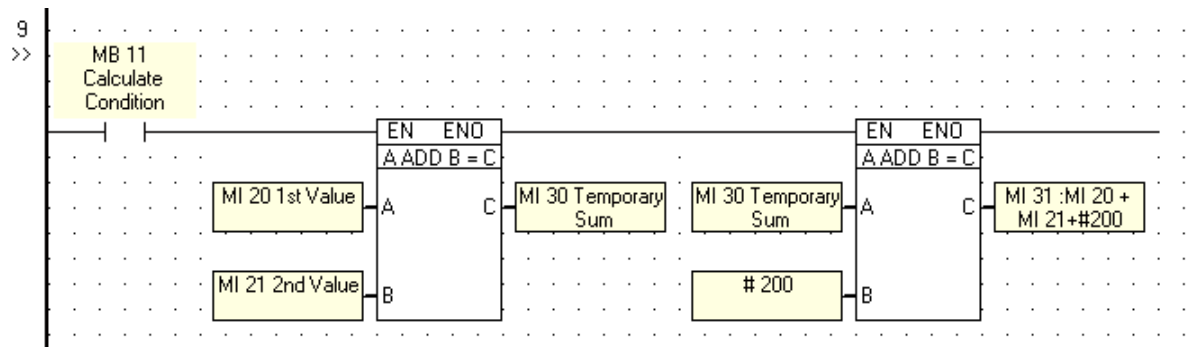 9
>>
MB 11
Calculate
Condition
EN ENO
A ADD B = C
MI 20 1st Value
A
C
MI 30 Temporary
Sum
MI 21 2nd Value
B
EN ENO
A ADD B = C
MI 30 Temporary
Sum
A
C
MI 31 :MI 20 +
MI 21+#200
# 200
B